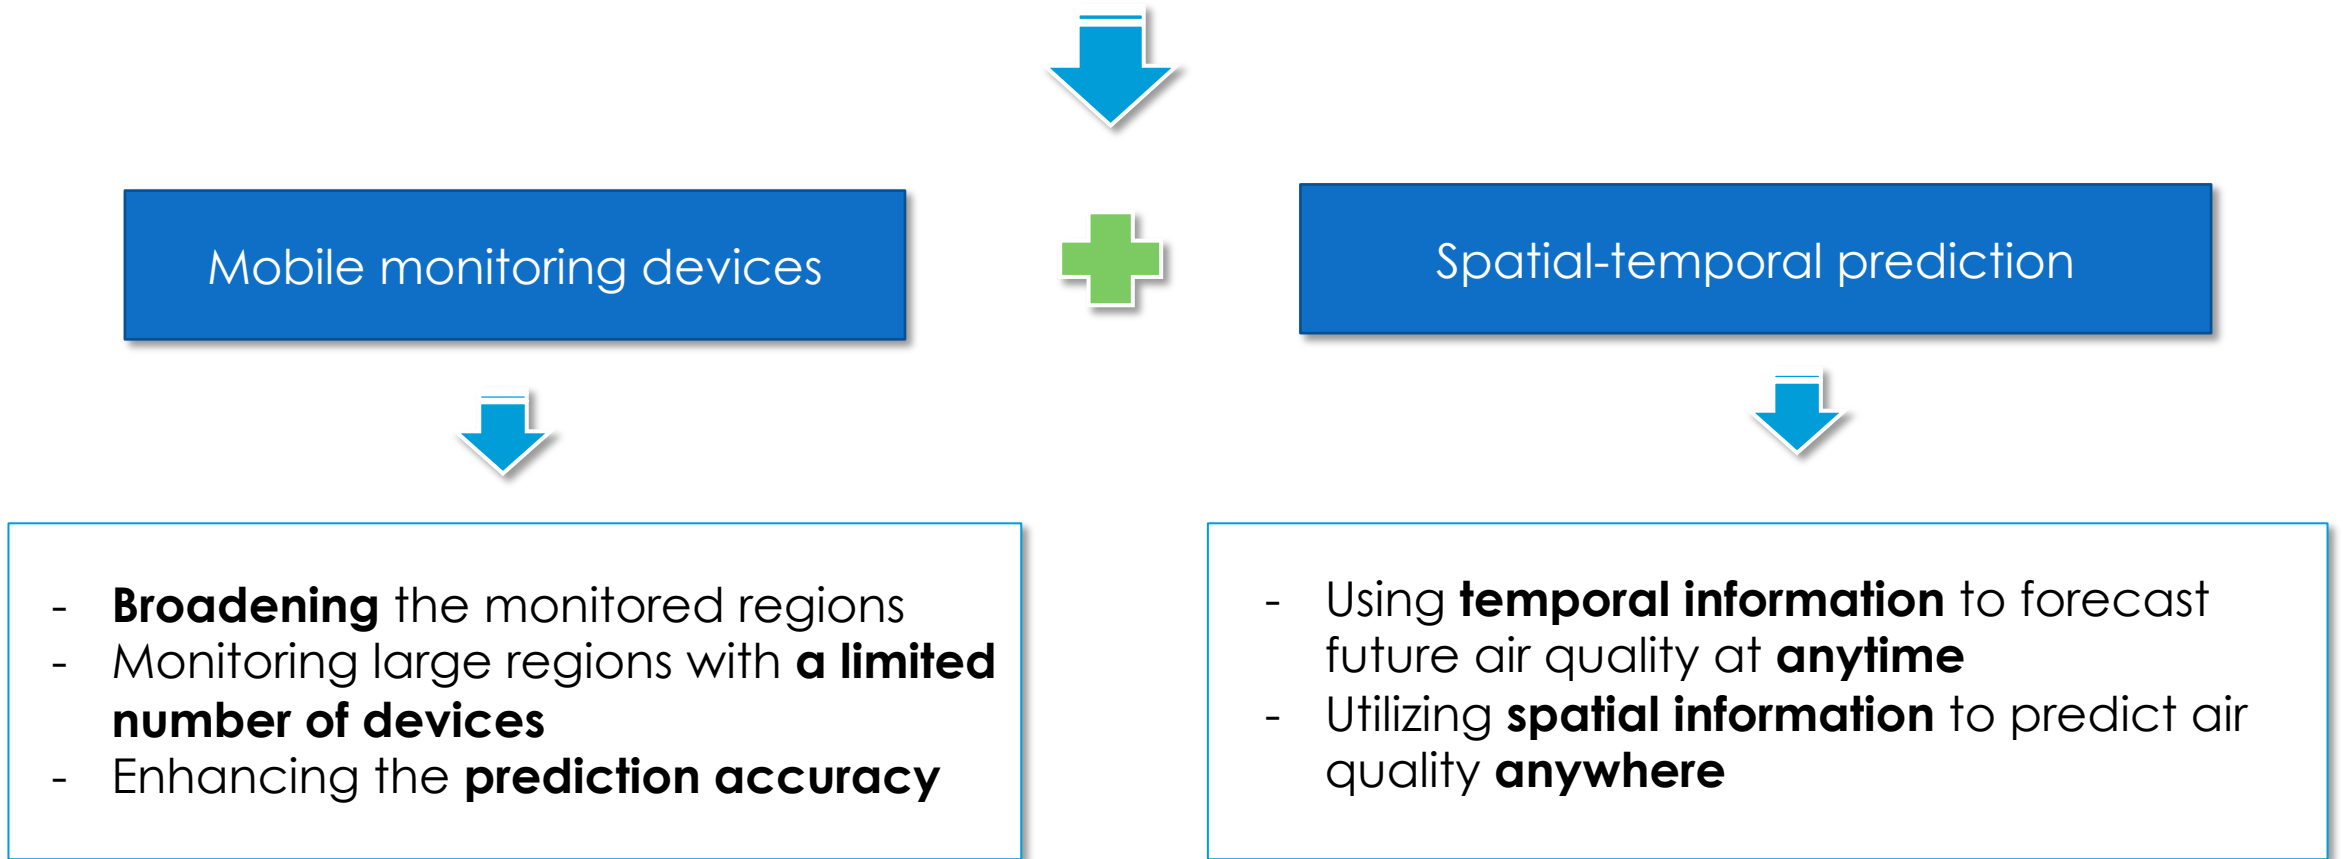 Mobile monitoring devices
Spatial-temporal prediction
- Broadening the monitored regions
- Monitoring large regions with a limited
number of devices
- Enhancing the prediction accuracy
- Using temporal information to forecast
future air quality at anytime
- Utilizing spatial information to predict air
quality anywhere